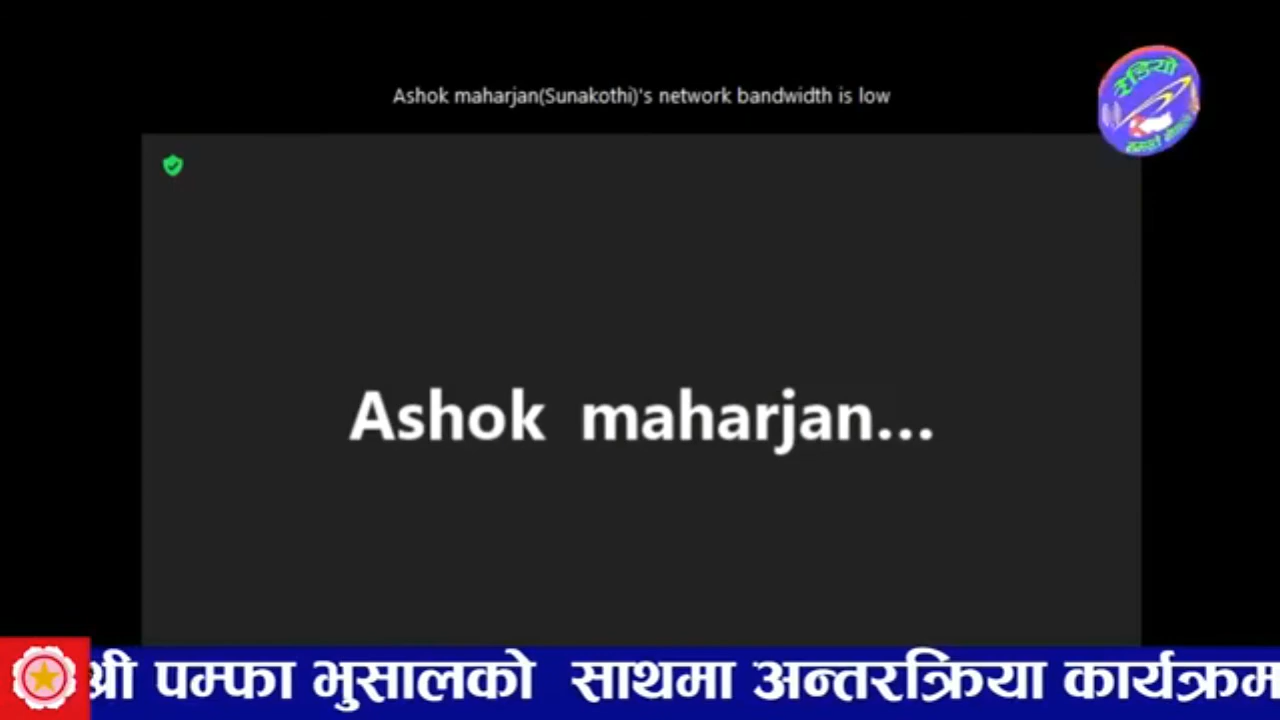 Ashok maharjan(Sunakothi)'s network bandwidth is low
रेडियो
Ashok maharjan...
श्री पम्फा भुसालको साथमा अन्तरक्रिया कार्यक्रम